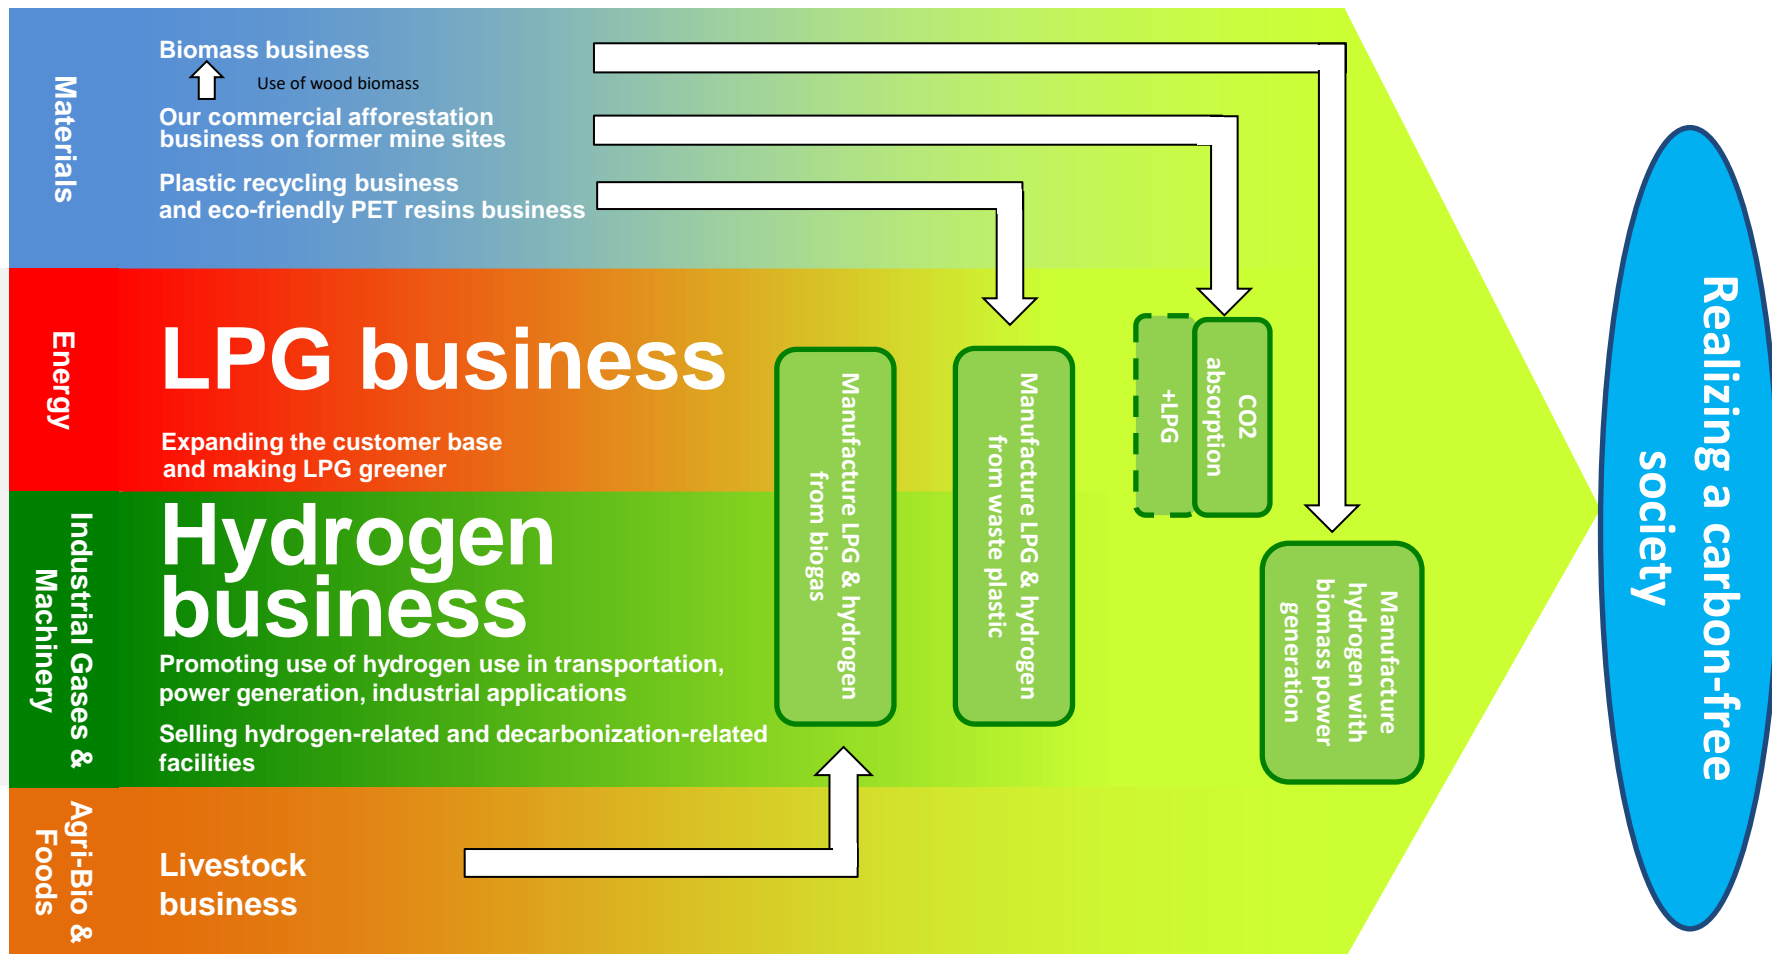 Materials
Biomass business
Use of wood biomass
Our commercial afforestation
business on former mine sites
Plastic recycling business
and eco-friendly PET resins business
Energy
LPG business
Expanding the customer base
and making LPG greener
Industrial Gases &
Machinery
Hydrogen
business
Promoting use of hydrogen use in transportation,
power generation, industrial applications
Selling hydrogen-related and decarbonization-related
facilities
Agri-Bio &
Foods
Livestock
business
Manufacture LPG & hydrogen
from biogas
Manufacture LPG & hydrogen
from waste plastic
+LPG
CO2
absorption
Manufacture
hydrogen with
biomass power
generation
Realizing a carbon-free
society